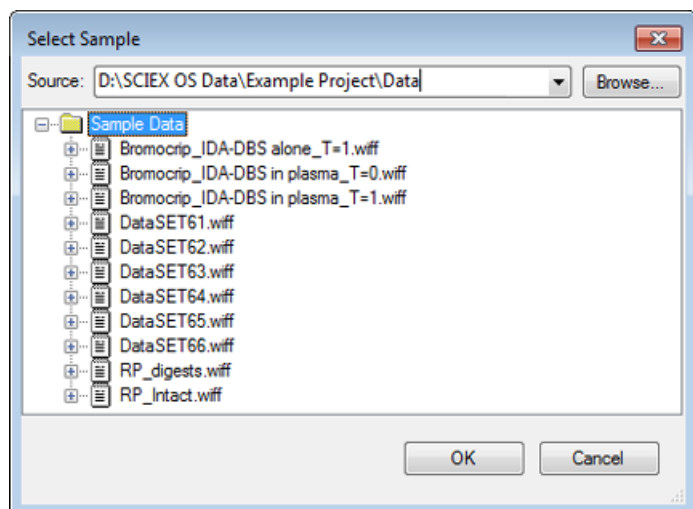 Select Sample
Source: D:\SCIEX OS Data\Example Project\Data Browse...
Sample Data
Bromocrip_IDA-DBS alone_T=1.wiff
Bromocrip_IDA-DBS in plasma_T=0.wiff
Bromocrip_IDA-DBS in plasma_T=1.wiff
DataSET61.wiff
DataSET62.wiff
DataSET63.wiff
DataSET64.wiff
DataSET65.wiff
DataSET66.wiff
RP_digests.wiff
RP_Intact.wiff
OK Cancel